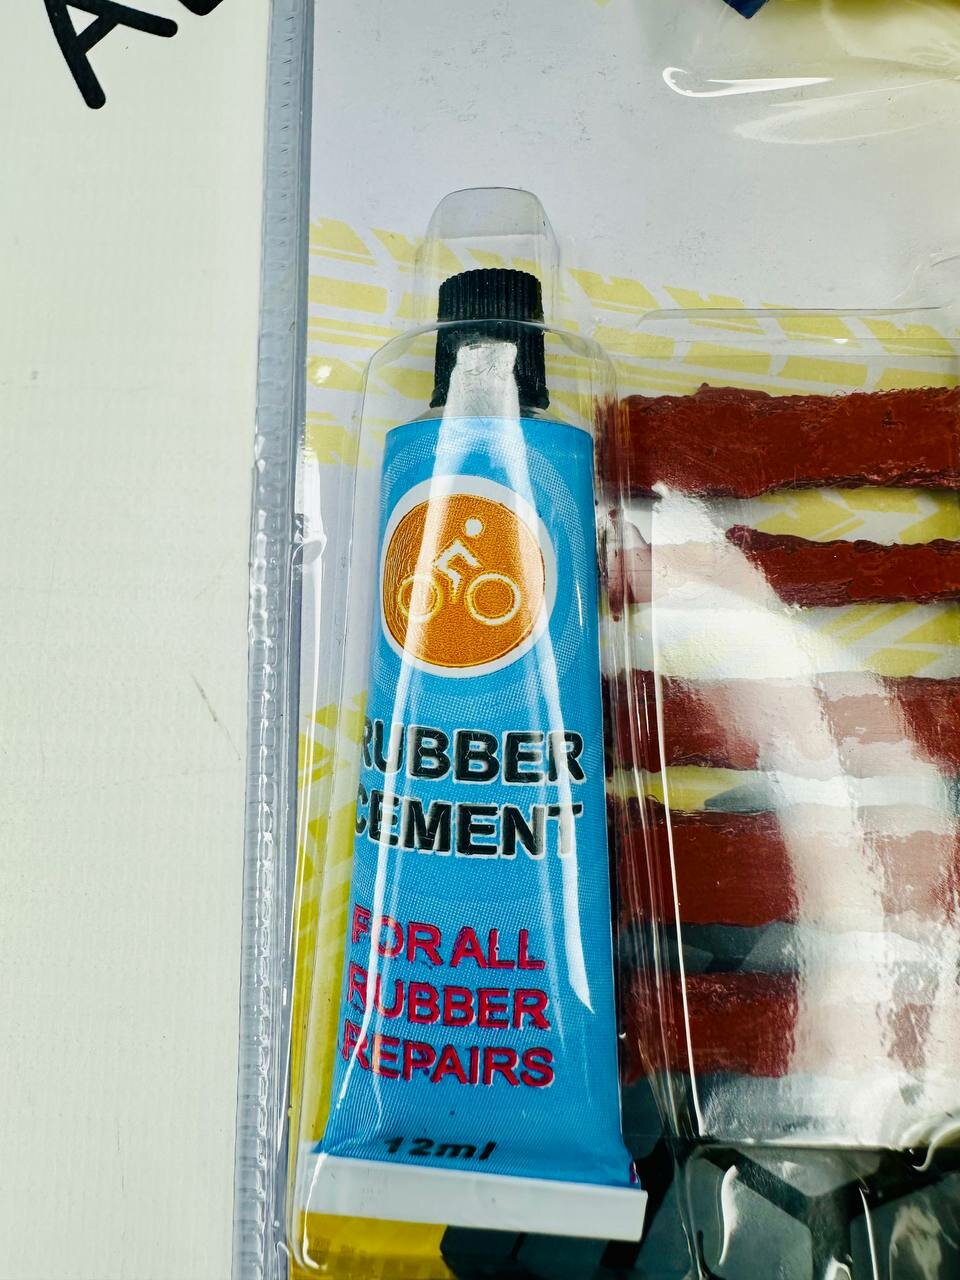 RUBBER
CEMENT
FOR ALL
RUBBER
REPAIRS
12ml